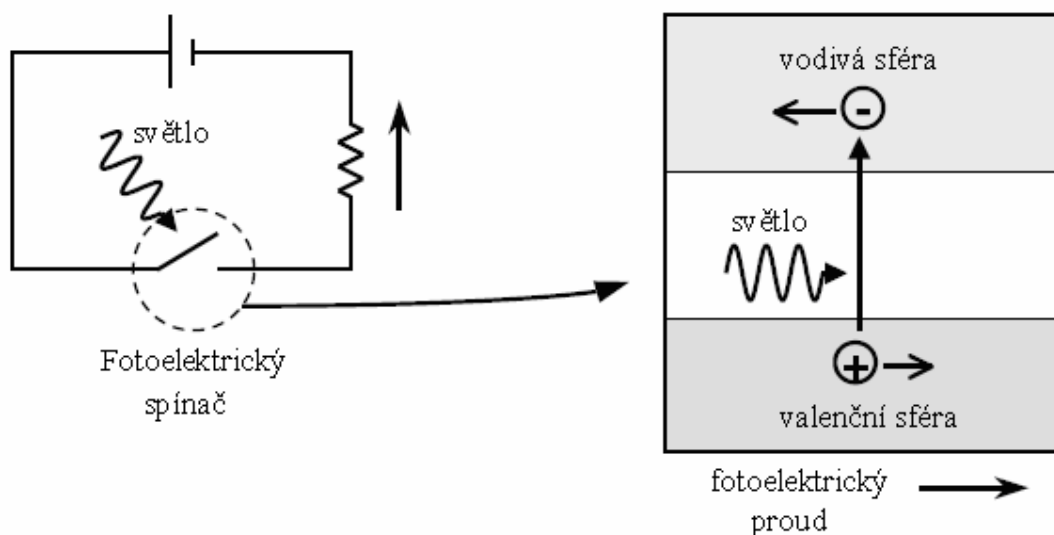 světlo
Fotoelektrický
spínač
vodivá sféra
-
světlo
+
valenční sféra
fotoelektrický
proud